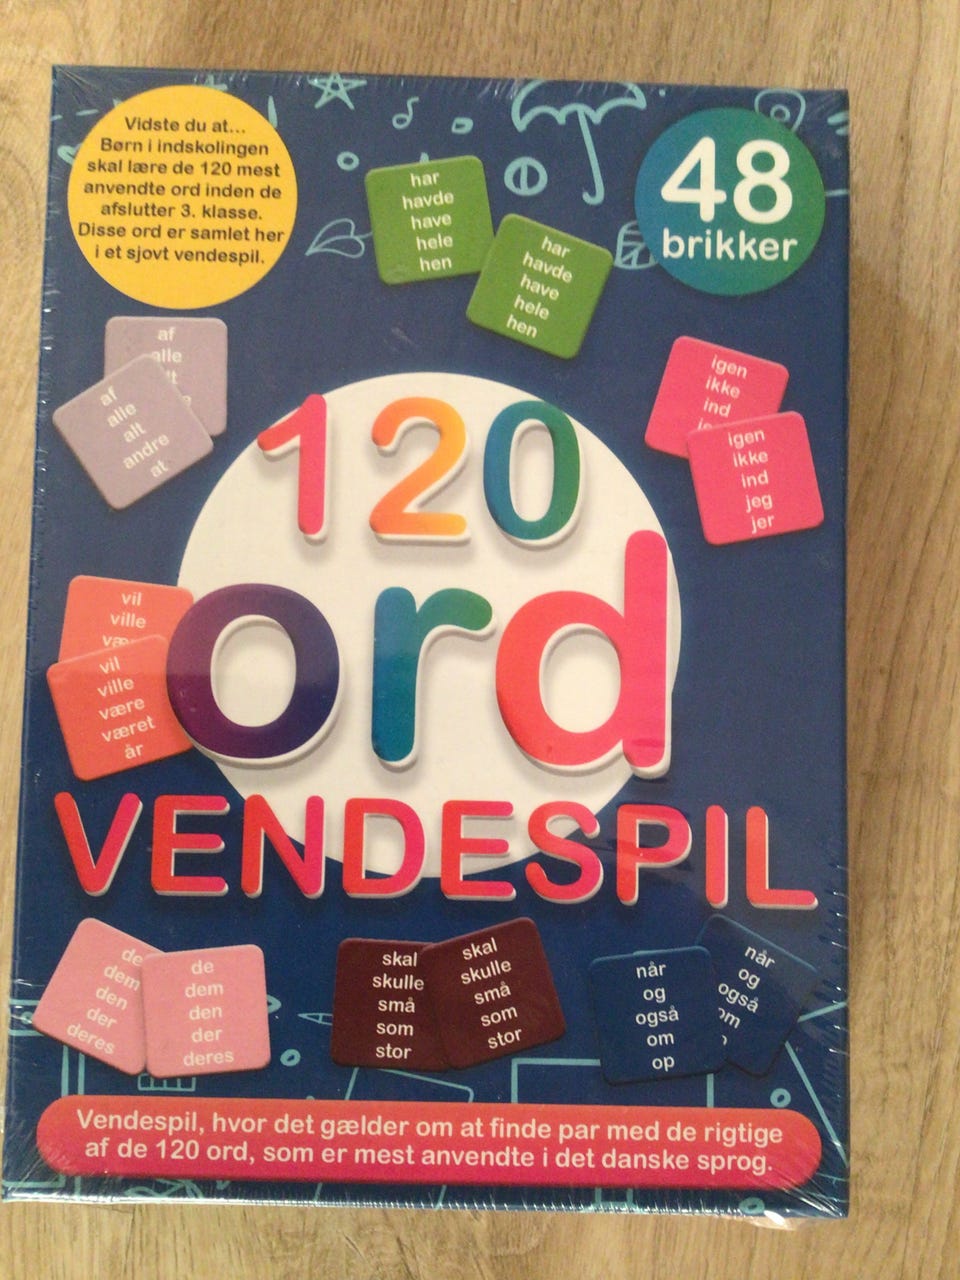 Vidste du at...
Børn i indskolingen
skal lære de 120 mest
anvendte ord inden de
afslutter 3. klasse.
Disse ord er samlet her
i et sjovt vendespil.
48
brikker
har
havde
have
hele
hen
har
havde
have
hele
hen
af
alle
af
alle
alt
andre
at
igen
ikke
ind
igen
ikke
ind
jeg
jer
120
ord
VENDESPIL
vil
ville
vil
ville
være
været
år
de
dem
den
der
deres
de
dem
den
der
deres
skal
skulle
små
som
stor
skal
skulle
små
som
stor
når
og
også
om
op
når
og
også
Vendespil, hvor det gælder om at finde par med de rigtige
af de 120 ord, som er mest anvendte i det danske sprog.